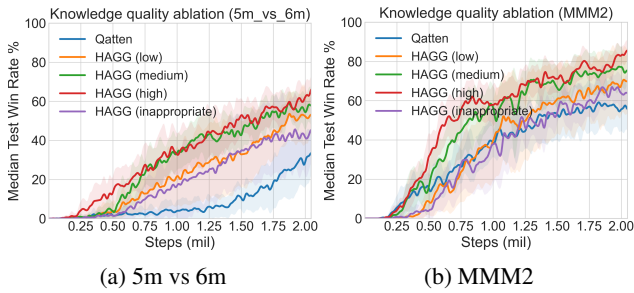 Knowledge quality ablation (5m_vs_6m)
Median Test Win Rate %
100
80
60
40
20
0
Qatten
HAGG (low)
HAGG (medium)
HAGG (high)
HAGG (inappropriate)
0.25 0.50 0.75 1.00 1.25 1.50 1.75 2.00
Steps (mil)
(a) 5m vs 6m
Knowledge quality ablation (MMM2)
Median Test Win Rate %
100
80
60
40
20
0
Qatten
HAGG (low)
HAGG (medium)
HAGG (high)
HAGG (inappropriate)
0.25 0.50 0.75 1.00 1.25 1.50 1.75 2.00
Steps (mil)
(b) MMM2